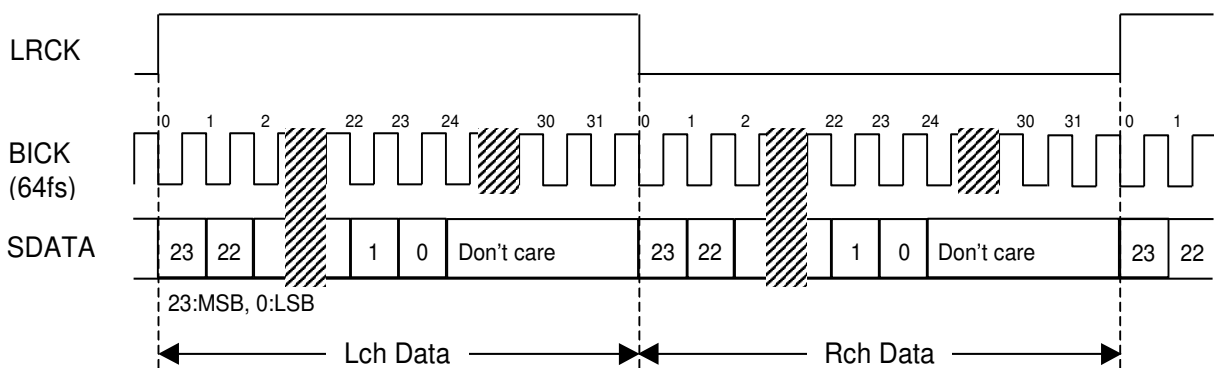 LRCK
0 1 2 22 23 24 30 31 0 1 2 22 23 24 30 31 0 1
BICK
(64fs)
SDATA 23 22 1 0 Don't care 23 22 1 0 Don't care 23 22
23:MSB, 0:LSB
Lch Data Rch Data